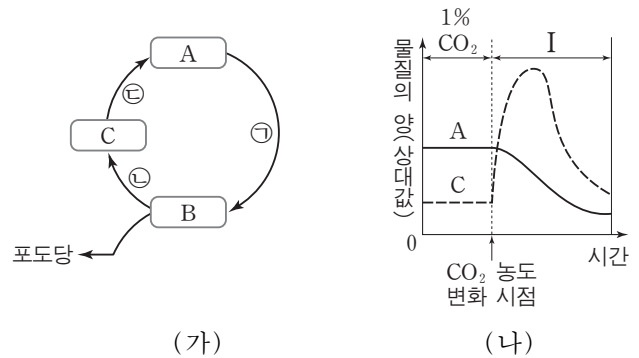 A
㉢
㉠
C
㉡
B
포도당
(가)
1%
CO₂
I
물질의 양(상대값)
A
C
0
시간
CO₂ 농도
변화 시점
(나)